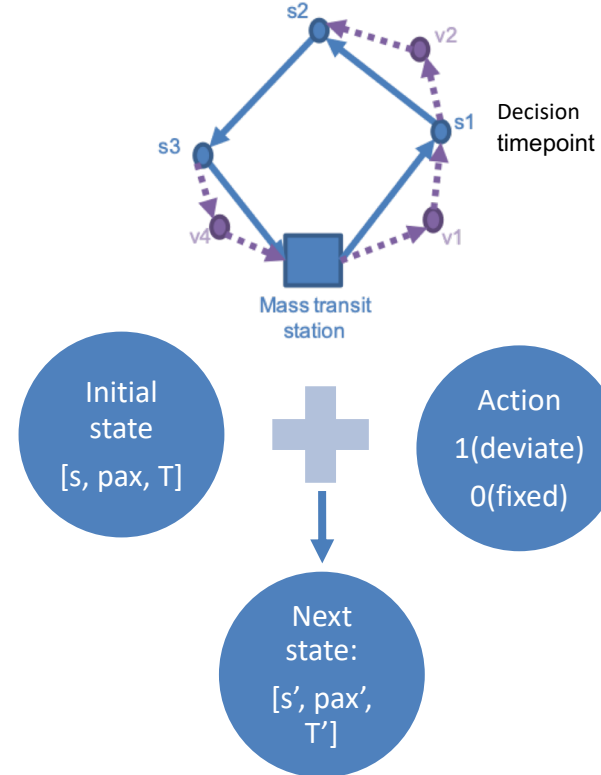 s2
v2
s1
Decision
timepoint
s3
v4
v1
Mass transit
station
Initial
state
[s, pax, T]
Action
1(deviate)
0(fixed)
Next
state:
[s’, pax’,
T’]